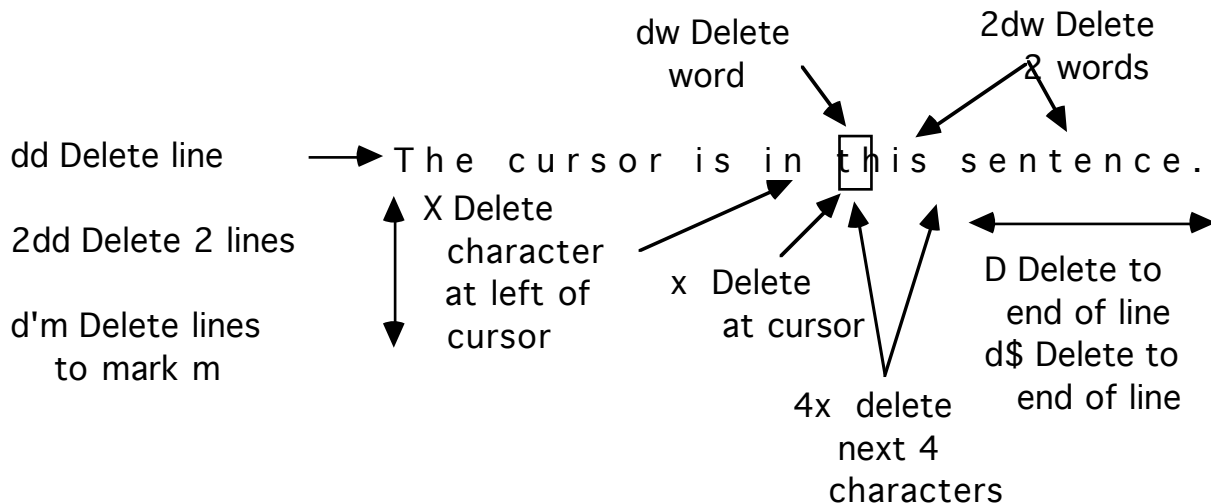 dw Delete
word
2dw Delete
2 words
dd Delete line
The cursor is in this sentence.
2dd Delete 2 lines
d'm Delete lines
to mark m
X Delete
character
at left of
cursor
x Delete
at cursor
4x delete
next 4
characters
D Delete to
end of line
d$ Delete to
end of line